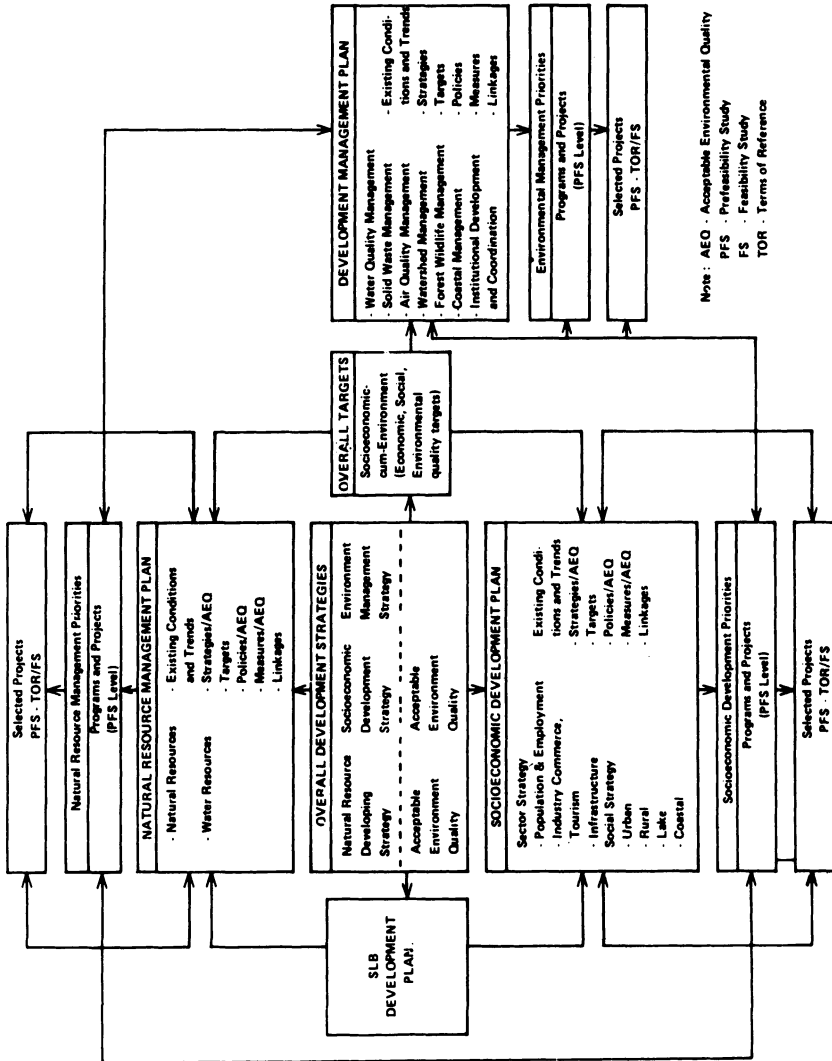 Selected Projects
PFS - TOR/FS
Natural Resource Management Priorities
Programs and Projects
(PFS Level)
NATURAL RESOURCE MANAGEMENT PLAN
- Natural Resources
- Water Resources
- Existing Conditions
and Trends
- Strategies/AEQ
- Targets
- Policies/AEQ
- Measures/AEQ
- Linkages
OVERALL DEVELOPMENT STRATEGIES
Natural Resource
Developing
Strategy
Socioeconomic
Development
Strategy
Environment
Management
Strategy
Acceptable
Environment
Quality
Acceptable
Environment
Quality
SLB
DEVELOPMENT
PLAN
OVERALL TARGETS
Socioeconomic-
cum-Environment
(Economic, Social,
Environmental
quality targets)
SOCIOECONOMIC DEVELOPMENT PLAN
Sector Strategy
- Population & Employment
- Industry Commerce,
Tourism
- Infrastructure
Social Strategy
- Urban
- Rural
- Lake
- Coastal
Existing Condi-
tions and Trends
- Strategies/AEQ
- Targets
- Policies/AEQ
- Measures/AEQ
- Linkages
Socioeconomic Development Priorities
Programs and Projects
(PFS Level)
Selected Projects
PFS - TOR/FS
DEVELOPMENT MANAGEMENT PLAN
- Water Quality Management
- Solid Waste Management
- Air Quality Management
- Watershed Management
- Forest Wildlife Management
- Coastal Management
- Institutional Development
and Coordination
- Existing Condi-
tions and Trends
- Strategies
- Targets
- Policies
- Measures
- Linkages
Environmental Management Priorities
Programs and Projects
(PFS Level)
Selected Projects
PFS - TOR/FS
Note: AEQ - Acceptable Environmental Quality
PFS - Prefeasibility Study
FS - Feasibility Study
TOR - Terms of Reference